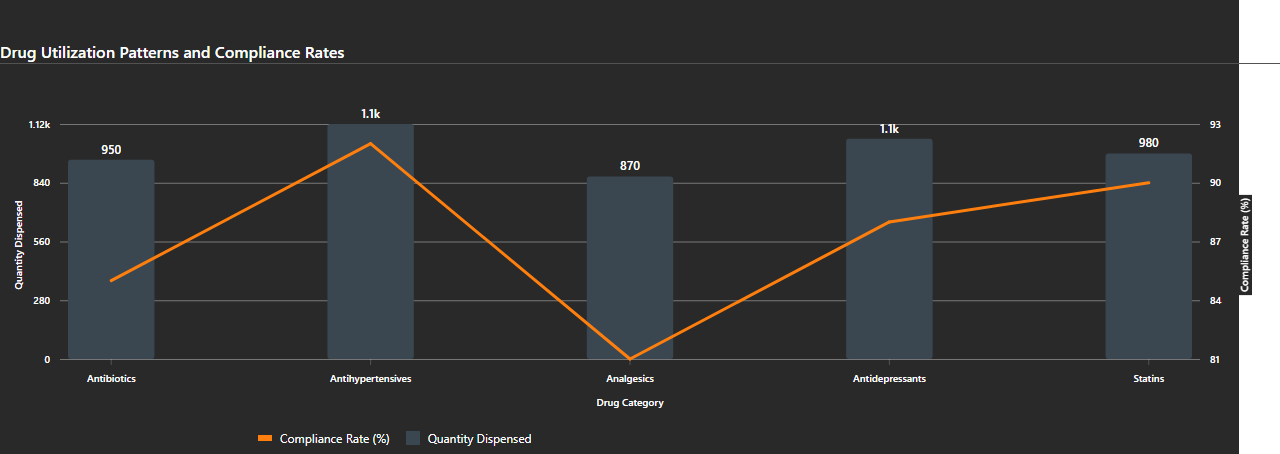 Drug Utilization Patterns and Compliance Rates
1.12k
840
560
280
0
Quantity Dispensed
950
1.1k
870
1.1k
980
93
90
87
84
81
Compliance Rate (%)
Antibiotics
Antihypertensives
Analgesics
Antidepressants
Statins
Drug Category
Compliance Rate (%)
Quantity Dispensed